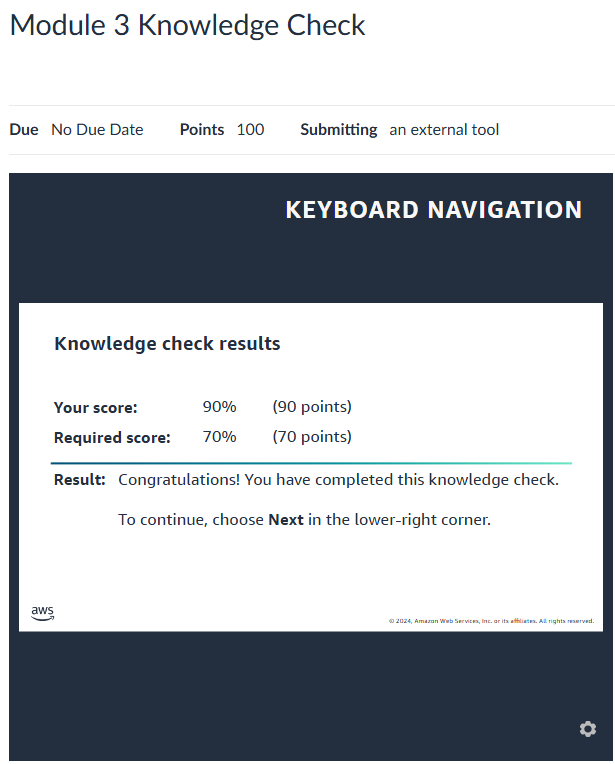 Module 3 Knowledge Check
Due No Due Date Points 100 Submitting an external tool
KEYBOARD NAVIGATION
Knowledge check results
Your score: 90% (90 points)
Required score: 70% (70 points)
Result: Congratulations! You have completed this knowledge check.
To continue, choose Next in the lower-right corner.
aws
© 2024, Amazon Web Services, Inc. or its affiliates. All rights reserved.